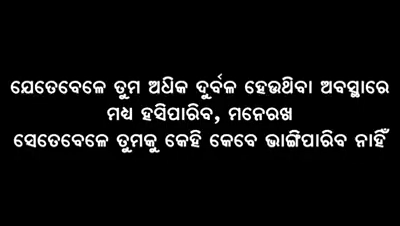 ଯେତେବେଳେ ତୁମ ଅଧିକ ଦୁର୍ବଳ ହେଉଥିବା ଅବସ୍ଥାରେ
ମଧ୍ୟ ହସିପାରିବ, ମନେରଖ
ସେତେବେଳେ ତୁମକୁ କେହି କେବେ ଭାଙ୍ଗିପାରିବ ନାହିଁ